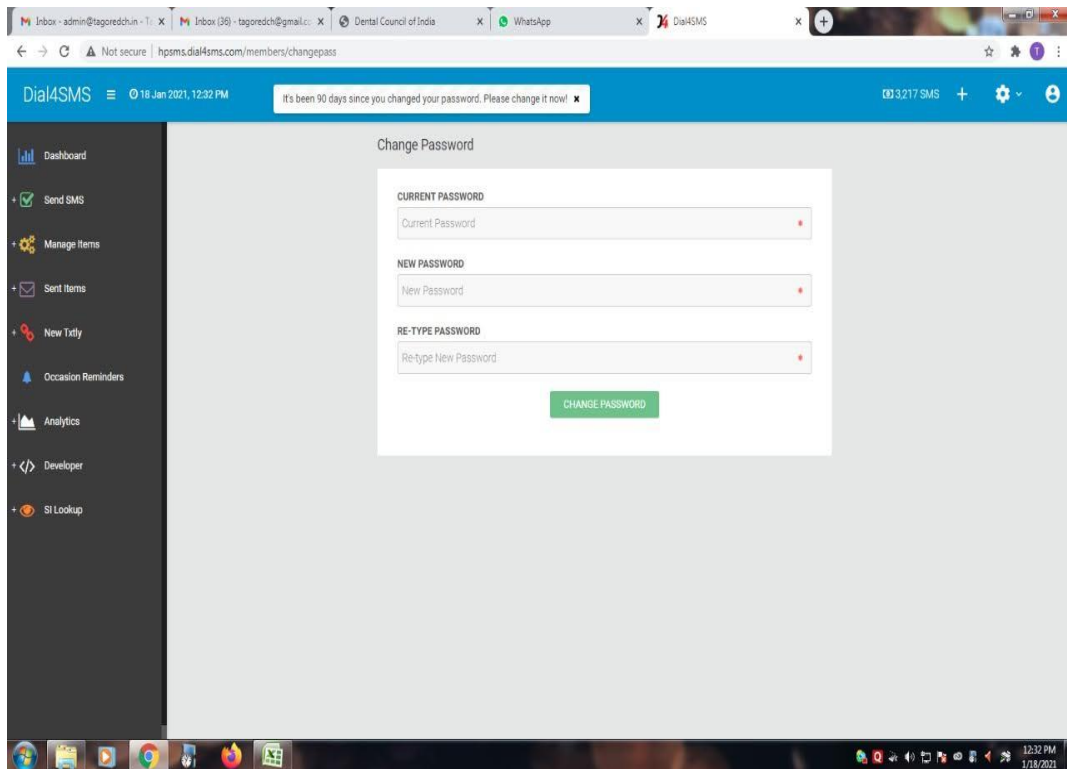 Inbox - admin@tagoredch.in - Tc
Inbox (36) - tagoredch@gmail.cc
Dental Council of India
WhatsApp
Dial4SMS
Not secure | hpsms.dial4sms.com/members/changepass
T
Dial4SMS
18 Jan 2021, 12:32 PM
It's been 90 days since you changed your password. Please change it now! x
3,217 SMS
Dashboard
Change Password
+ Send SMS
CURRENT PASSWORD
Current Password *
+ Manage Items
NEW PASSWORD
New Password *
+ Sent Items
+ New Txtly
RE-TYPE PASSWORD
Re-type New Password *
Occasion Reminders
CHANGE PASSWORD
+ Analytics
+ </> Developer
+ SI Lookup
12:32 PM
1/18/2021